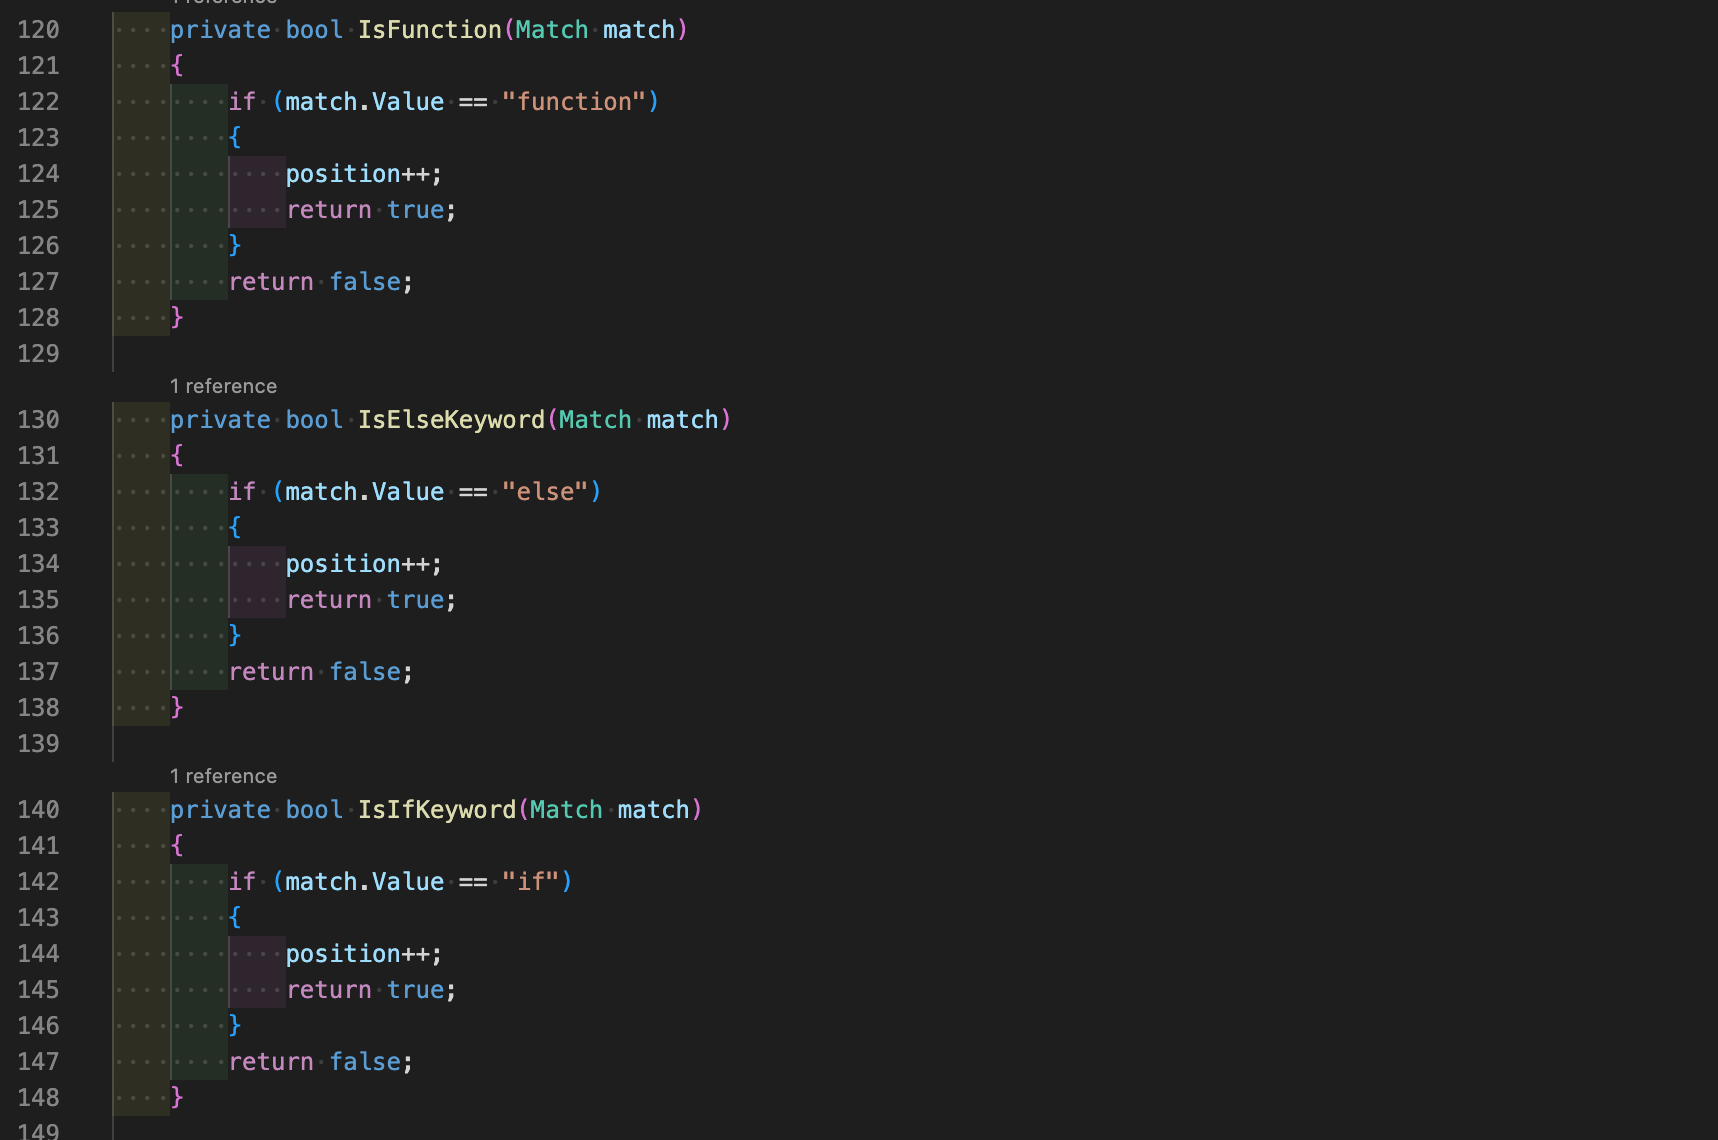 1 reference
120 private bool IsFunction(Match match)
121 {
122 if (match.Value == "function")
123 {
124 position++;
125 return true;
126 }
127 return false;
128 }
129
1 reference
130 private bool IsElseKeyword(Match match)
131 {
132 if (match.Value == "else")
133 {
134 position++;
135 return true;
136 }
137 return false;
138 }
139
1 reference
140 private bool IsIfKeyword(Match match)
141 {
142 if (match.Value == "if")
143 {
144 position++;
145 return true;
146 }
147 return false;
148 }
149